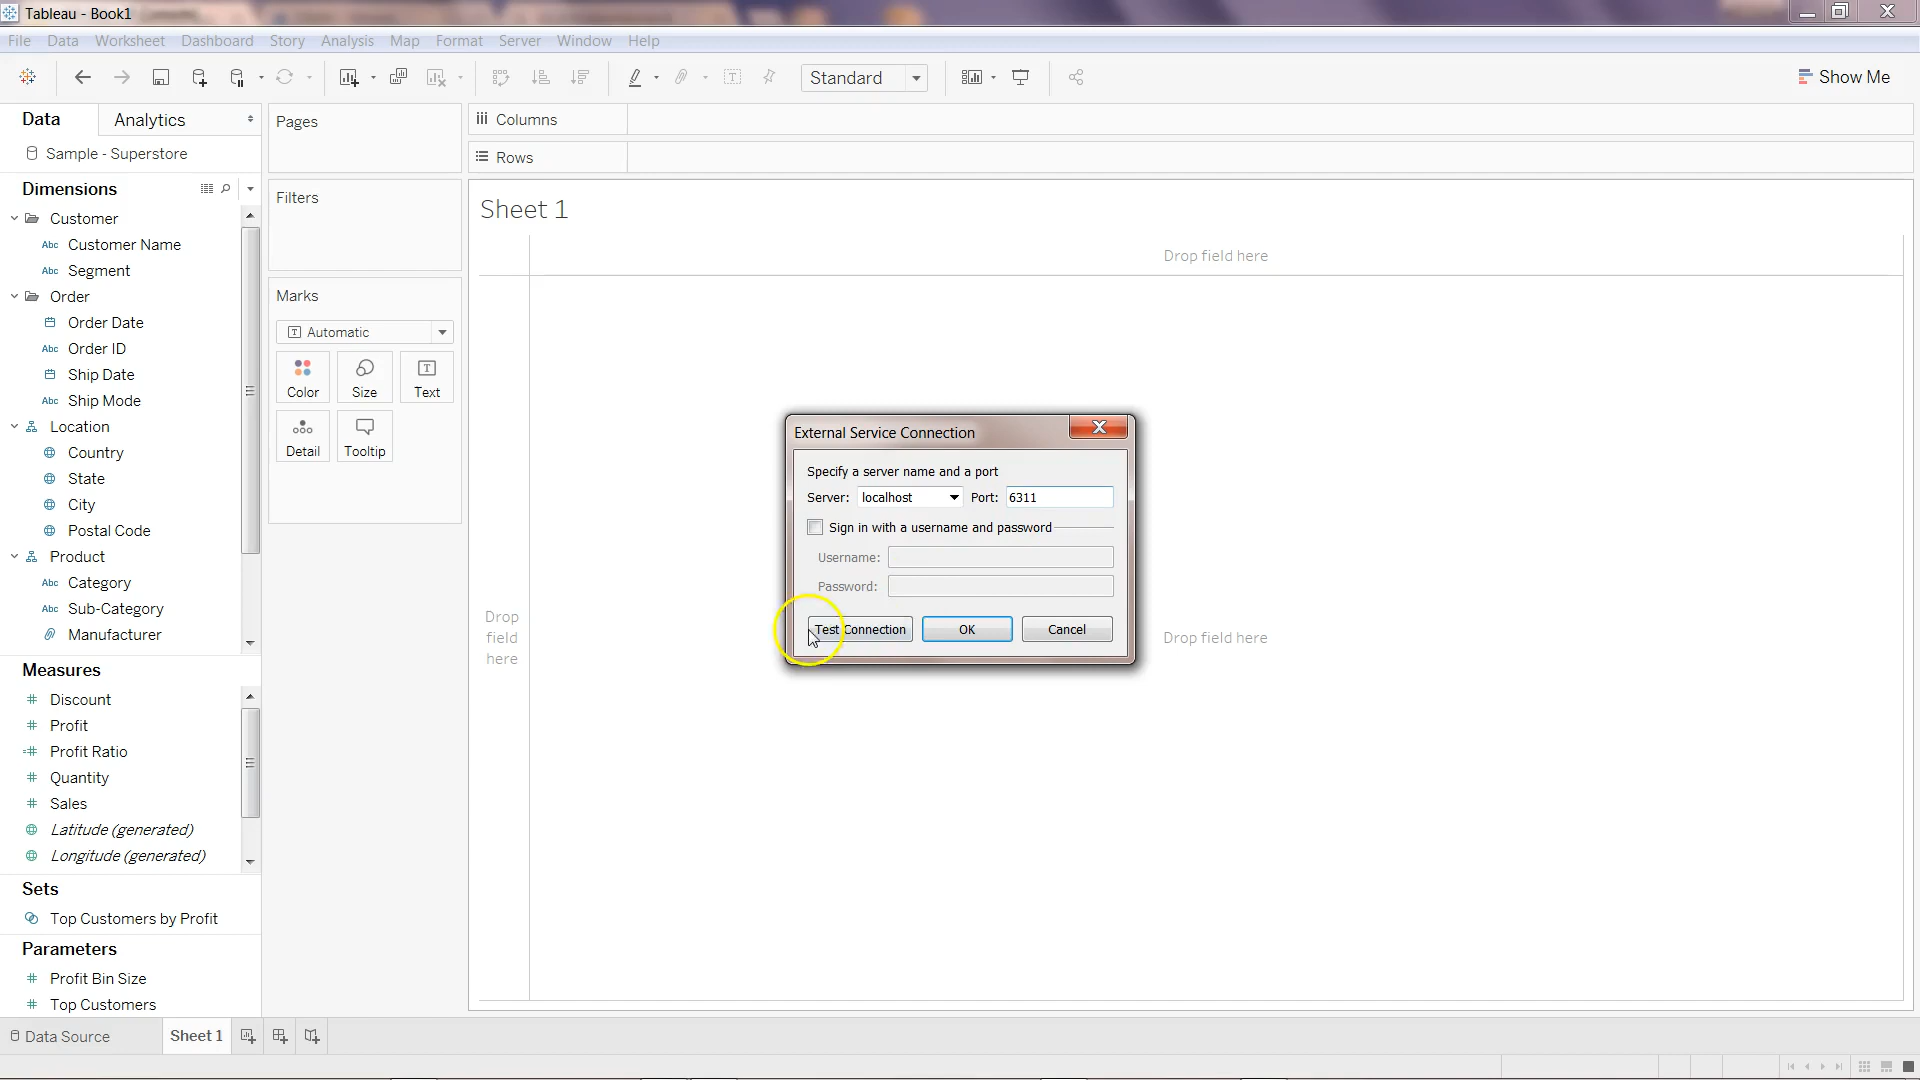 Tableau - Book1
File Data Worksheet Dashboard Story Analysis Map Format Server Window Help
Standard
Show Me
Data Analytics
Sample - Superstore
Dimensions
Customer
Abc Customer Name
Abc Segment
Order
Order Date
Abc Order ID
Ship Date
Abc Ship Mode
Location
Country
State
City
Postal Code
Product
Abc Category
Abc Sub-Category
Manufacturer
Measures
# Discount
# Profit
=# Profit Ratio
# Quantity
# Sales
Latitude (generated)
Longitude (generated)
Sets
Top Customers by Profit
Parameters
# Profit Bin Size
# Top Customers
Pages
Filters
Marks
T Automatic
Color Size T Text
Detail Tooltip
Columns
Rows
Sheet 1
Drop field here
Drop
field
here
Drop field here
External Service Connection
Specify a server name and a port
Server: localhost Port: 6311
Sign in with a username and password
Username:
Password:
Test Connection OK Cancel
Data Source Sheet 1